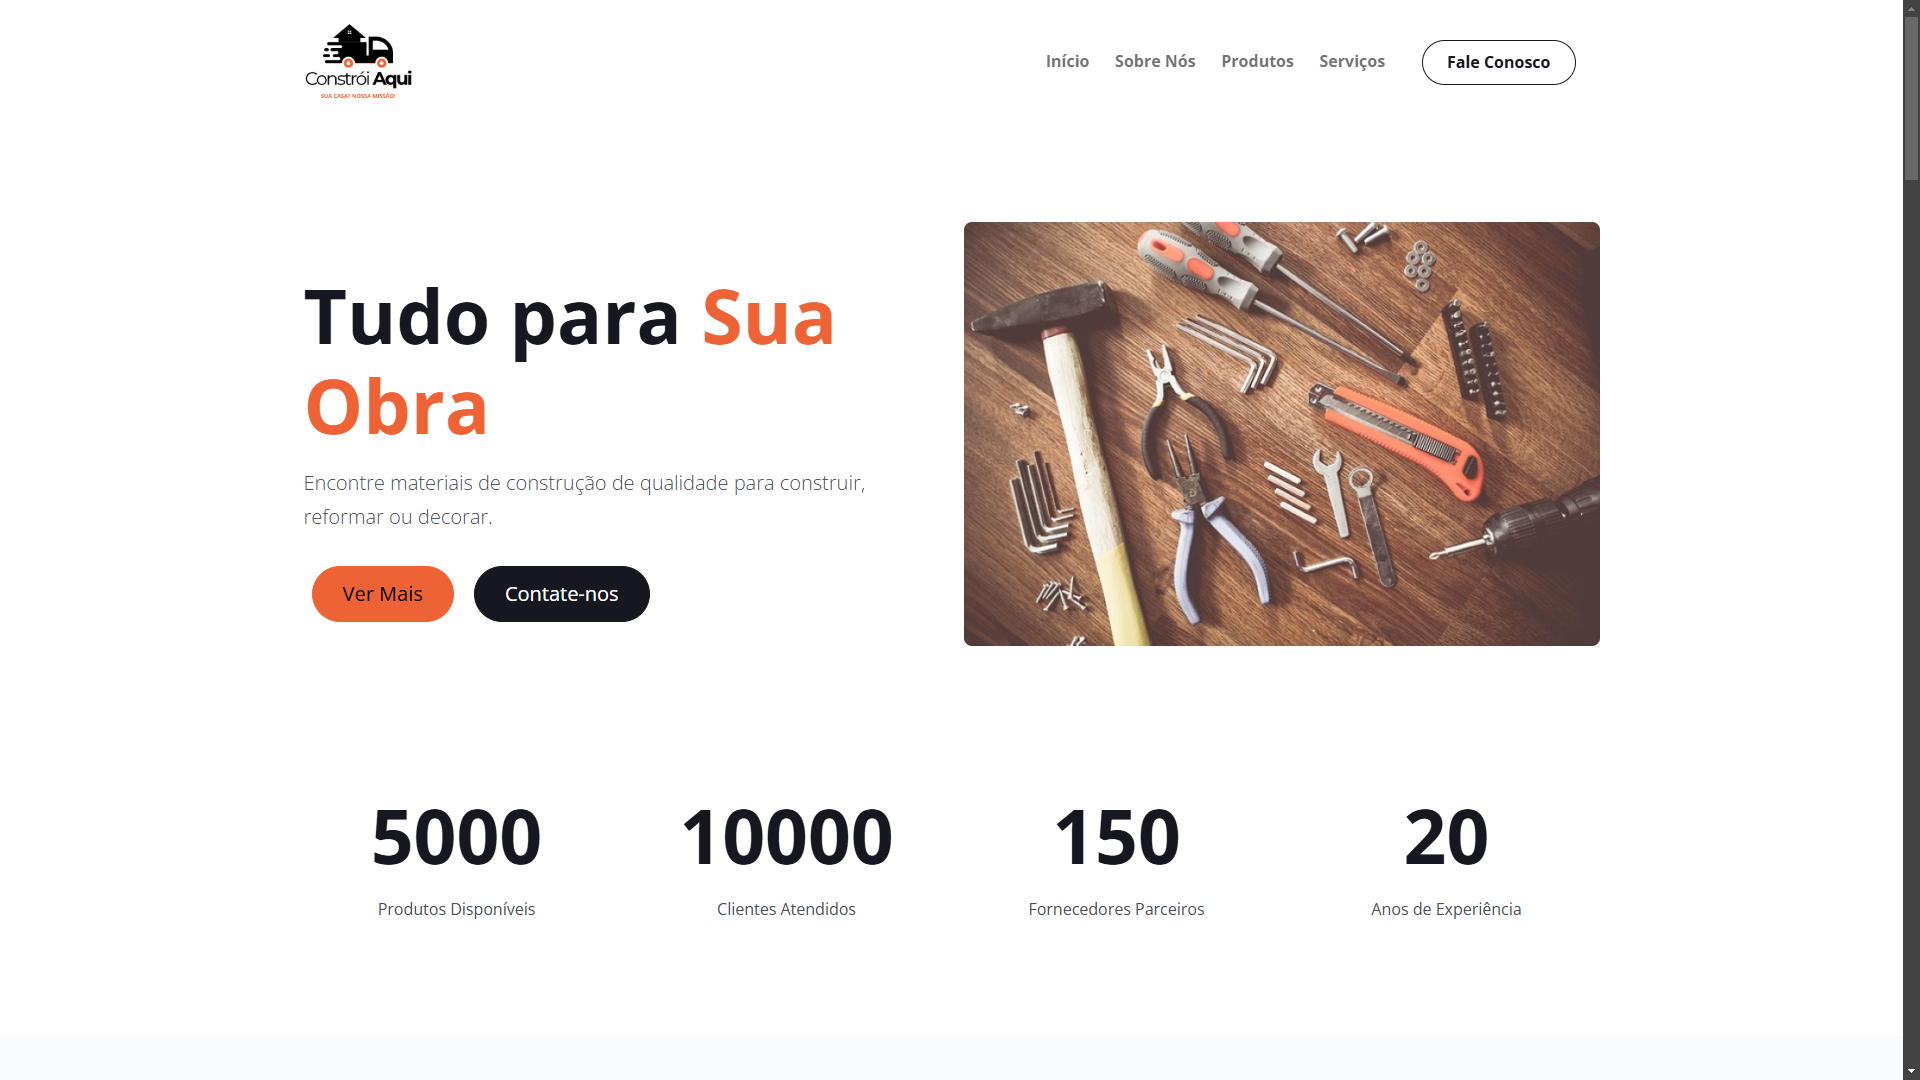 Constrói Aqui
SUA CASA? NOSSA MISSÃO!
Início
Sobre Nós
Produtos
Serviços
Fale Conosco
Tudo para Sua
Obra
Encontre materiais de construção de qualidade para construir,
reformar ou decorar.
Ver Mais
Contate-nos
5000
Produtos Disponíveis
10000
Clientes Atendidos
150
Fornecedores Parceiros
20
Anos de Experiência